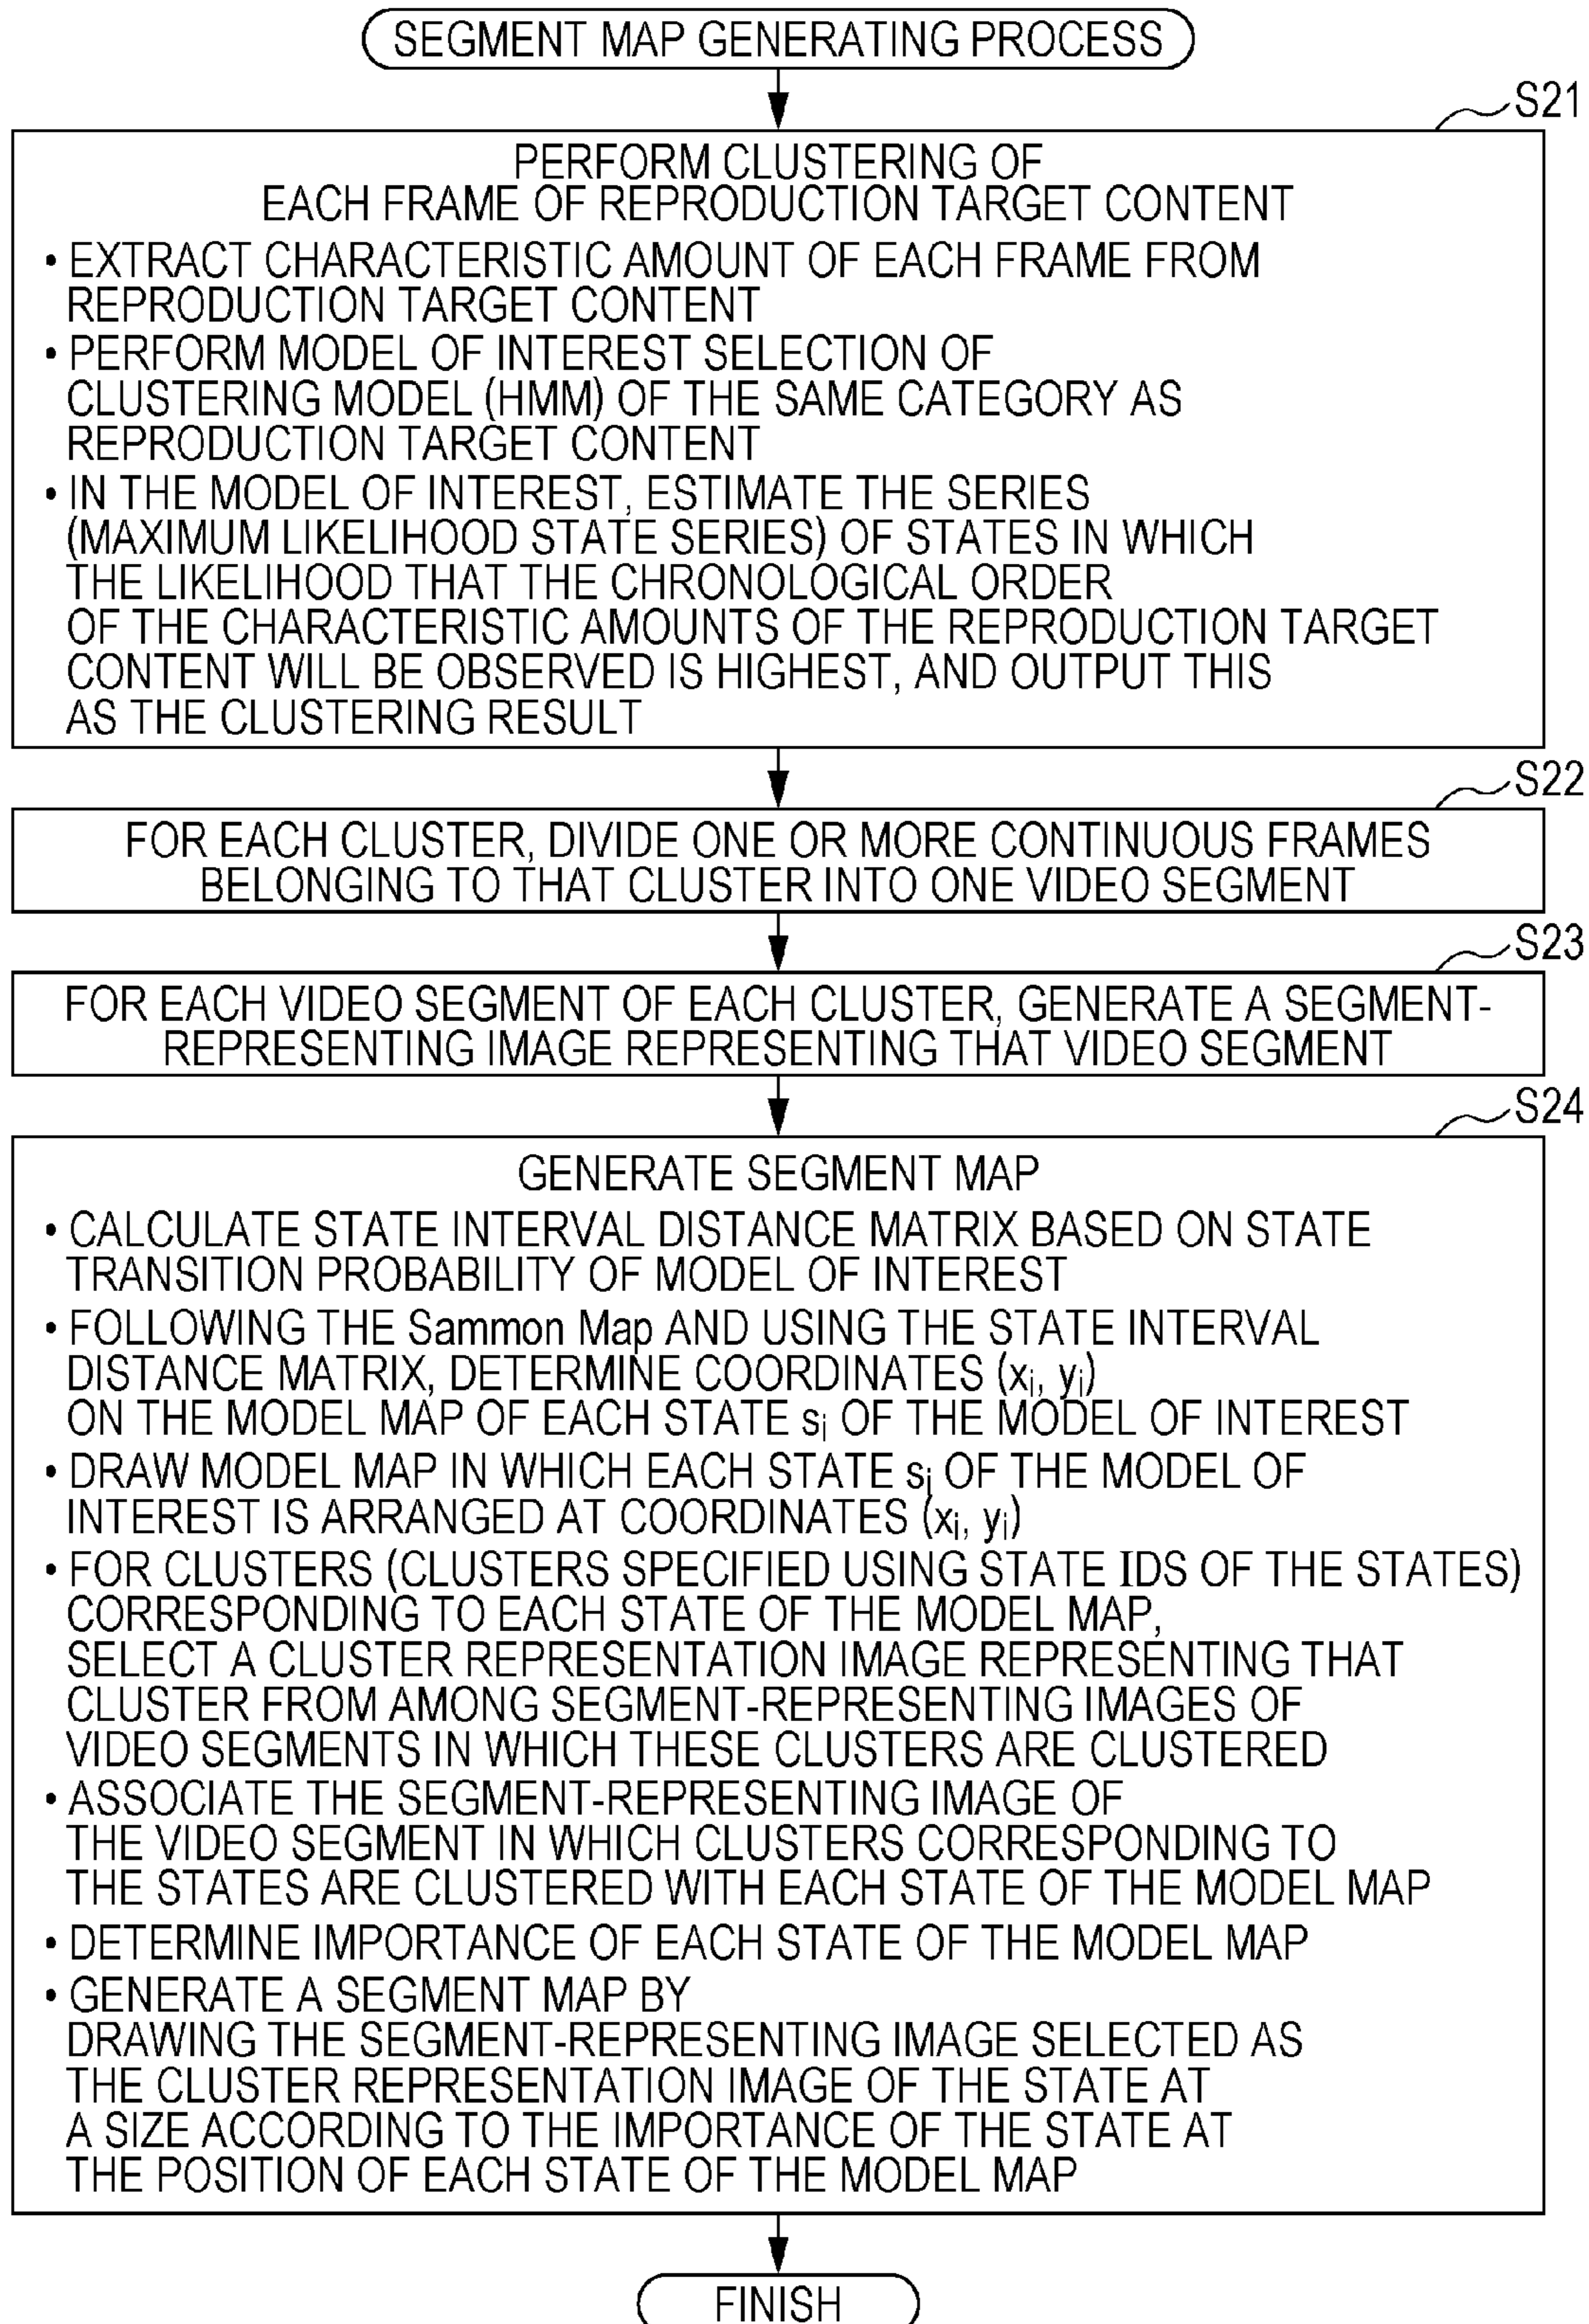 SEGMENT MAP GENERATING PROCESS
S21
PERFORM CLUSTERING OF
EACH FRAME OF REPRODUCTION TARGET CONTENT
• EXTRACT CHARACTERISTIC AMOUNT OF EACH FRAME FROM
REPRODUCTION TARGET CONTENT
• PERFORM MODEL OF INTEREST SELECTION OF
CLUSTERING MODEL (HMM) OF THE SAME CATEGORY AS
REPRODUCTION TARGET CONTENT
• IN THE MODEL OF INTEREST, ESTIMATE THE SERIES
(MAXIMUM LIKELIHOOD STATE SERIES) OF STATES IN WHICH
THE LIKELIHOOD THAT THE CHRONOLOGICAL ORDER
OF THE CHARACTERISTIC AMOUNTS OF THE REPRODUCTION TARGET
CONTENT WILL BE OBSERVED IS HIGHEST, AND OUTPUT THIS
AS THE CLUSTERING RESULT
S22
FOR EACH CLUSTER, DIVIDE ONE OR MORE CONTINUOUS FRAMES
BELONGING TO THAT CLUSTER INTO ONE VIDEO SEGMENT
S23
FOR EACH VIDEO SEGMENT OF EACH CLUSTER, GENERATE A SEGMENT-
REPRESENTING IMAGE REPRESENTING THAT VIDEO SEGMENT
S24
GENERATE SEGMENT MAP
• CALCULATE STATE INTERVAL DISTANCE MATRIX BASED ON STATE
TRANSITION PROBABILITY OF MODEL OF INTEREST
• FOLLOWING THE Sammon Map AND USING THE STATE INTERVAL
DISTANCE MATRIX, DETERMINE COORDINATES (xi, yi)
ON THE MODEL MAP OF EACH STATE si OF THE MODEL OF INTEREST
• DRAW MODEL MAP IN WHICH EACH STATE si OF THE MODEL OF
INTEREST IS ARRANGED AT COORDINATES (xi, yi)
• FOR CLUSTERS (CLUSTERS SPECIFIED USING STATE IDS OF THE STATES)
CORRESPONDING TO EACH STATE OF THE MODEL MAP,
SELECT A CLUSTER REPRESENTATION IMAGE REPRESENTING THAT
CLUSTER FROM AMONG SEGMENT-REPRESENTING IMAGES OF
VIDEO SEGMENTS IN WHICH THESE CLUSTERS ARE CLUSTERED
• ASSOCIATE THE SEGMENT-REPRESENTING IMAGE OF
THE VIDEO SEGMENT IN WHICH CLUSTERS CORRESPONDING TO
THE STATES ARE CLUSTERED WITH EACH STATE OF THE MODEL MAP
• DETERMINE IMPORTANCE OF EACH STATE OF THE MODEL MAP
• GENERATE A SEGMENT MAP BY
DRAWING THE SEGMENT-REPRESENTING IMAGE SELECTED AS
THE CLUSTER REPRESENTATION IMAGE OF THE STATE AT
A SIZE ACCORDING TO THE IMPORTANCE OF THE STATE AT
THE POSITION OF EACH STATE OF THE MODEL MAP
FINISH